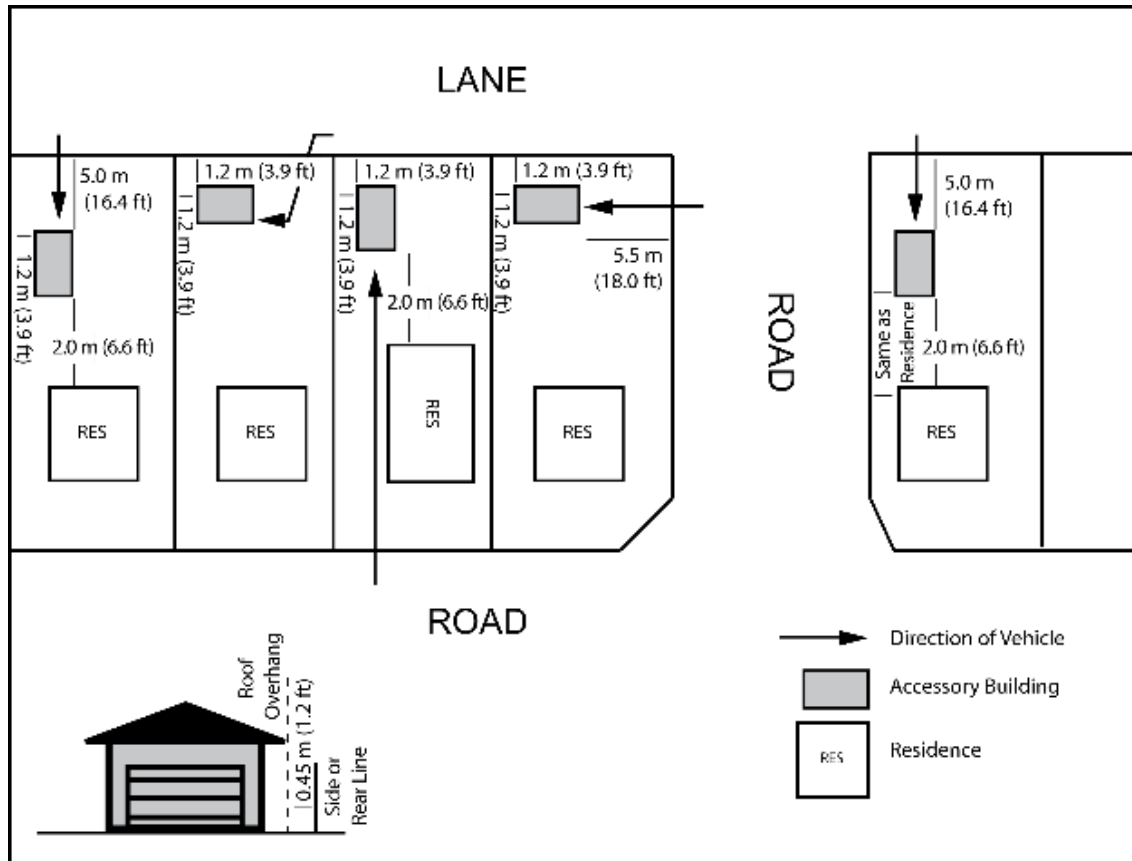 LANE
5.0 m
(16.4 ft)
1.2 m (3.9 ft)
2.0 m (6.6 ft)
RES
1.2 m (3.9 ft)
1.2 m (3.9 ft)
RES
1.2 m (3.9 ft)
1.2 m (3.9 ft)
2.0 m (6.6 ft)
RES
1.2 m (3.9 ft)
1.2 m (3.9 ft)
5.5 m
(18.0 ft)
RES
ROAD
5.0 m
(16.4 ft)
Same as
Residence
2.0 m (6.6 ft)
RES
ROAD
Roof
Overhang
0.45 m (1.2 ft)
Side or
Rear Line
Direction of Vehicle
Accessory Building
RES
Residence